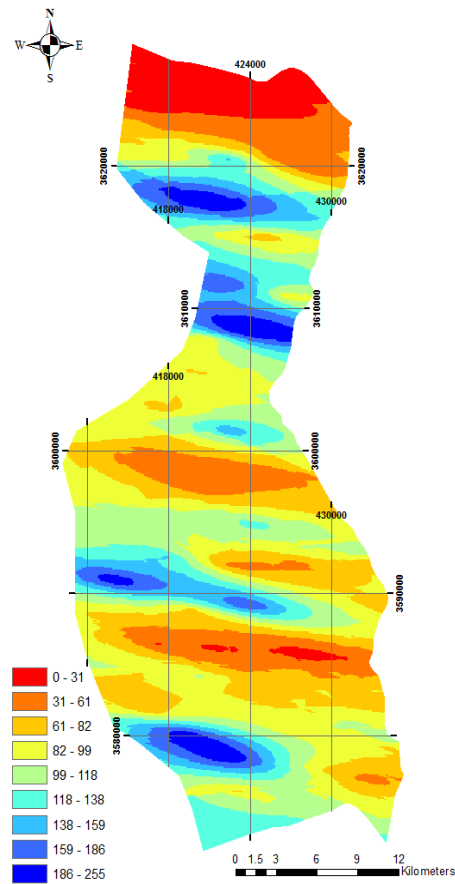 N
W E
S
424000
3620000 3620000
418000 430000
3610000 3610000
418000
3600000 3600000
430000
3590000
3580000
0 - 31
31 - 61
61 - 82
82 - 99
99 - 118
118 - 138
138 - 159
159 - 186
186 - 255
0 1.5 3 6 9 12
Kilometers